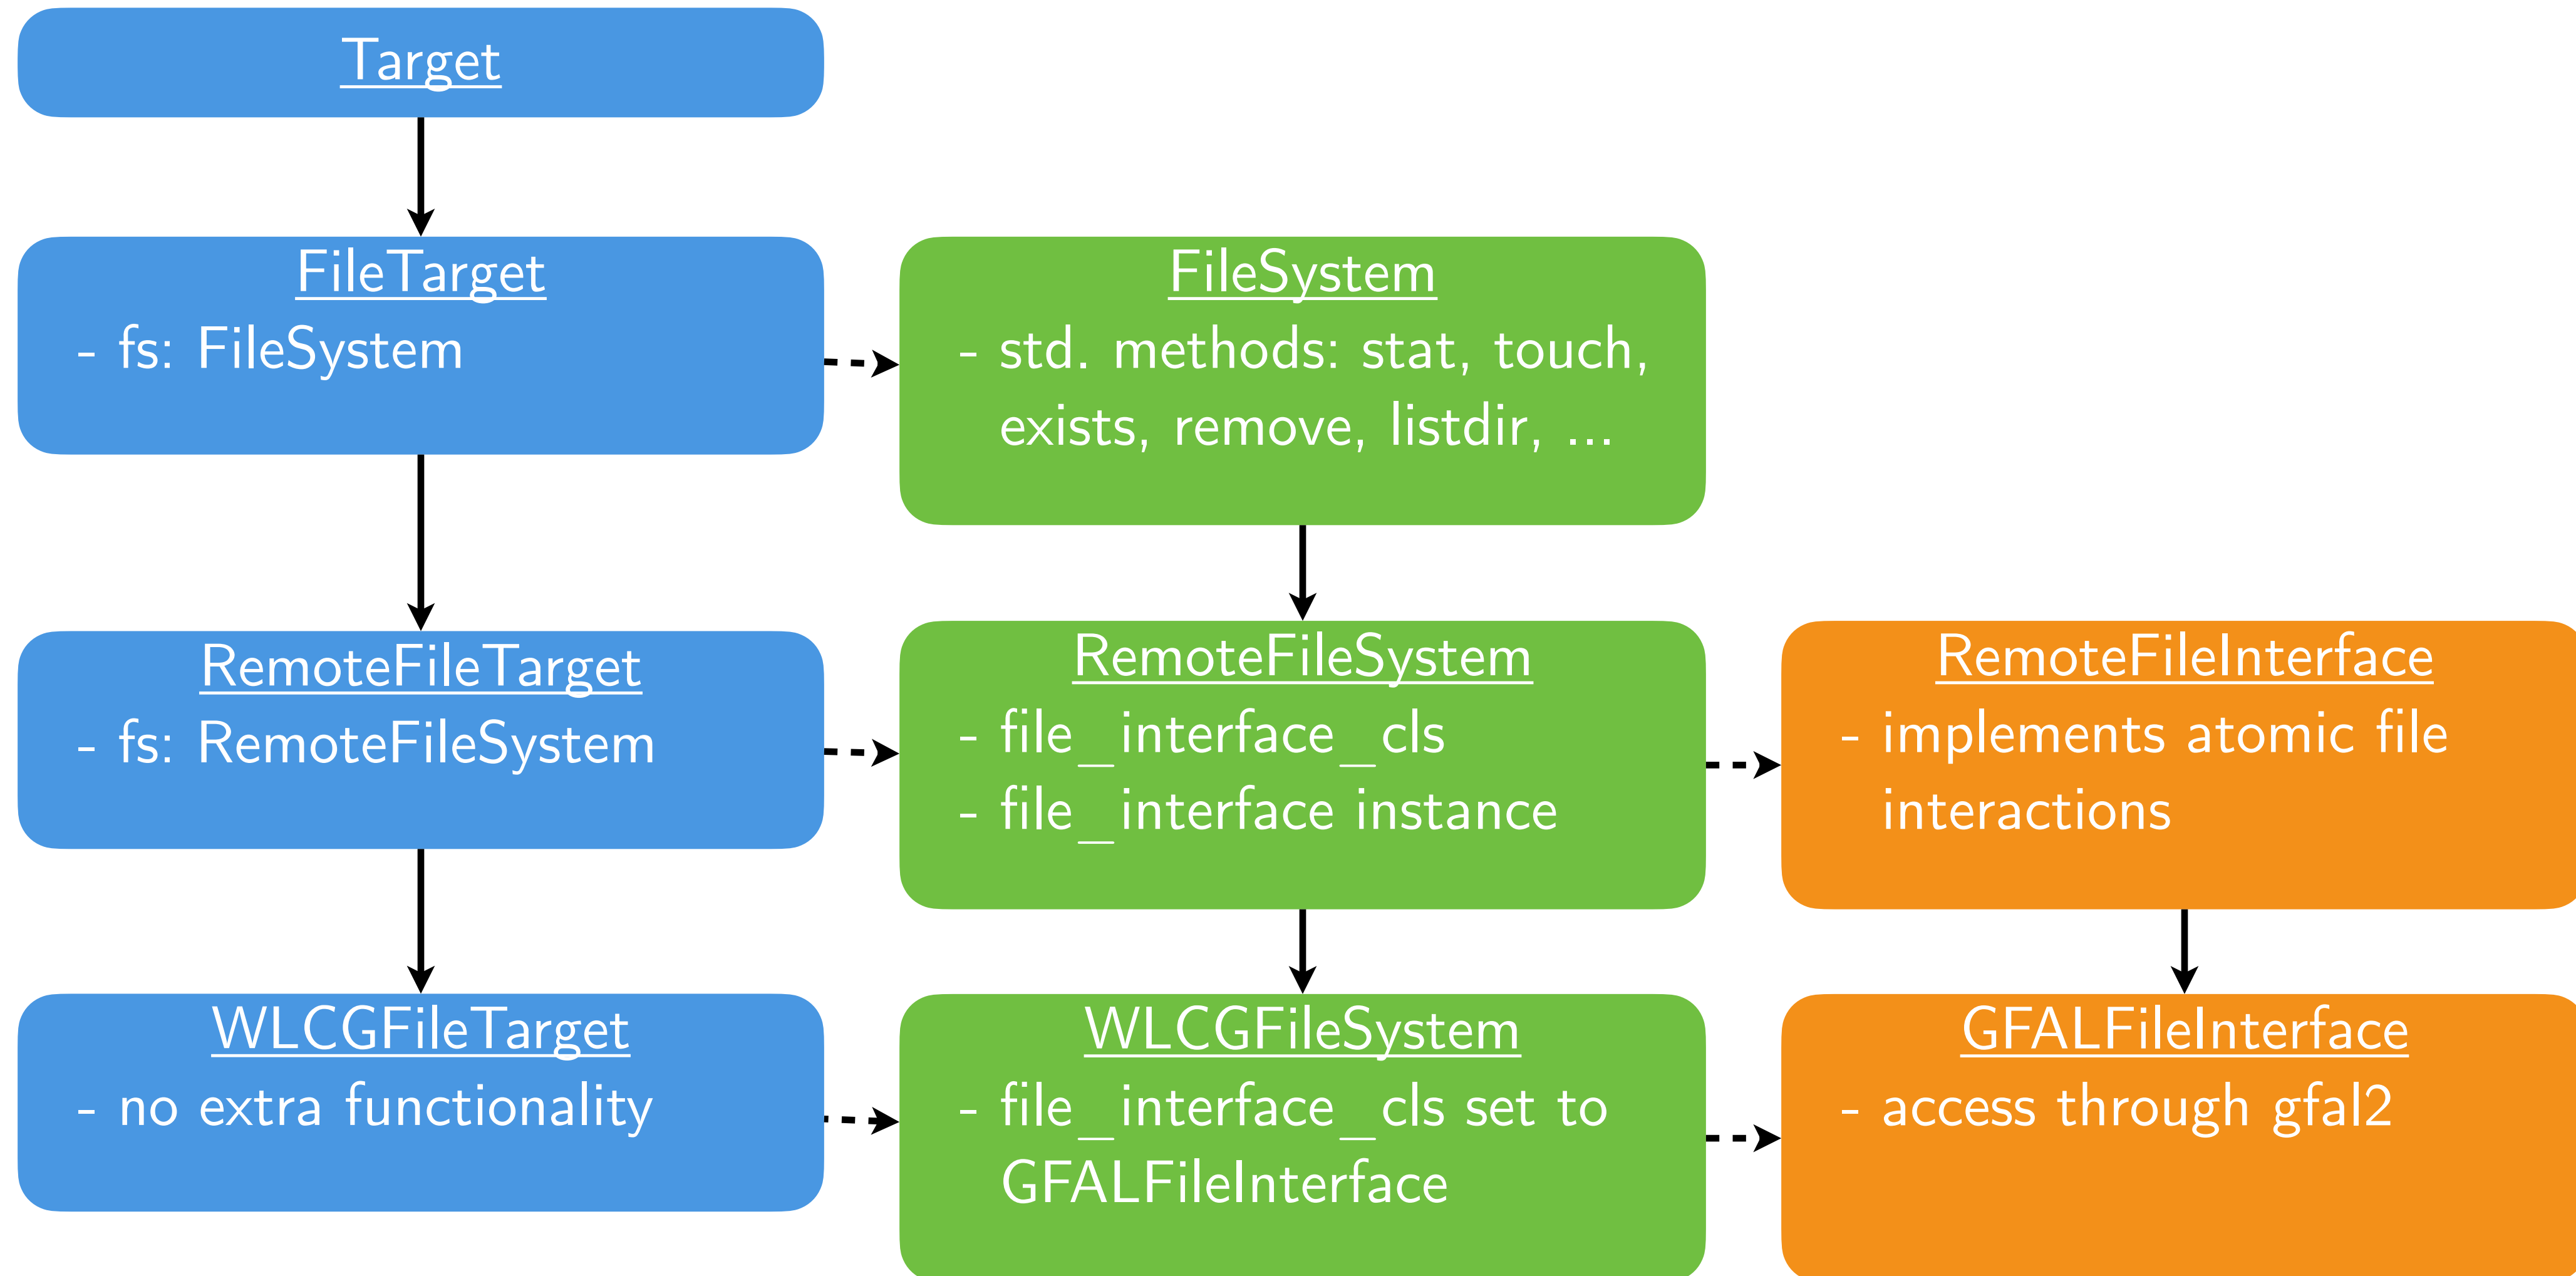 Target
FileTarget
- fs: FileSystem
FileSystem
- std. methods: stat, touch,
exists, remove, listdir, ...
RemoteFileTarget
- fs: RemoteFileSystem
RemoteFileSystem
- file_interface_cls
- file_interface instance
RemoteFileInterface
- implements atomic file
interactions
WLCGFileTarget
- no extra functionality
WLCGFileSystem
- file_interface_cls set to
GFALFileInterface
GFALFileInterface
- access through gfal2